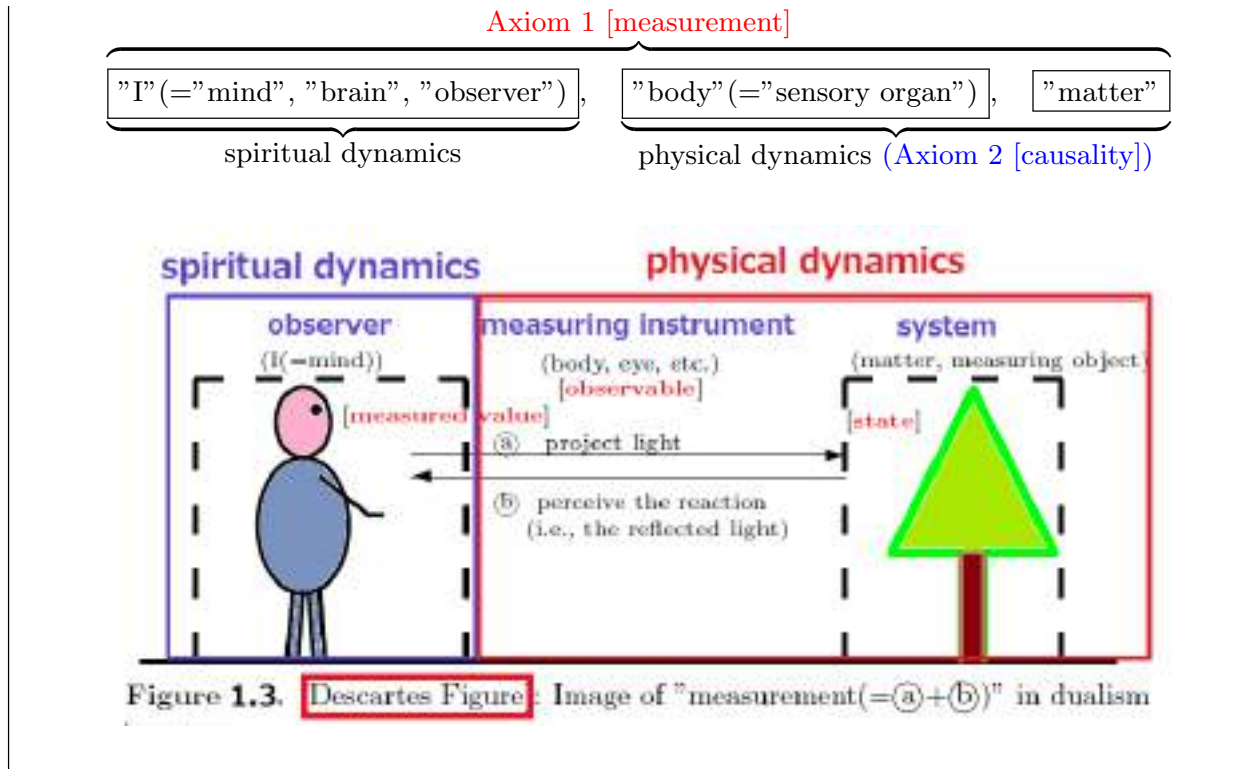 Axiom 1 [measurement]
"I"(="mind", "brain", "observer") , "body"(="sensory organ") , "matter"
spiritual dynamics physical dynamics (Axiom 2 [causality])
spiritual dynamics physical dynamics
observer measuring instrument system
(I(=mind)) (body, eye, etc.) (matter, measuring object)
[observable]
[measured value] [state]
ⓐ project light
ⓑ perceive the reaction
(i.e., the reflected light)
Figure 1.3. Descartes Figure : Image of "measurement(=ⓐ+ⓑ)" in dualism